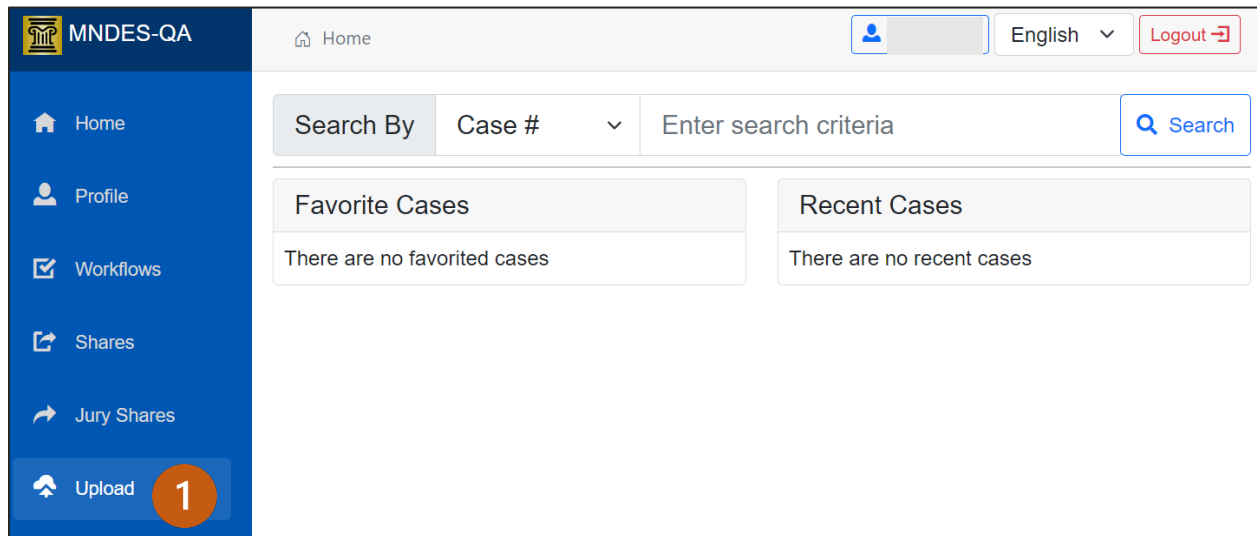 MNDES-QA
Home
English
Logout
Home
Profile
Workflows
Shares
Jury Shares
Upload
1
Search By
Case #
Enter search criteria
Search
Favorite Cases
There are no favorited cases
Recent Cases
There are no recent cases